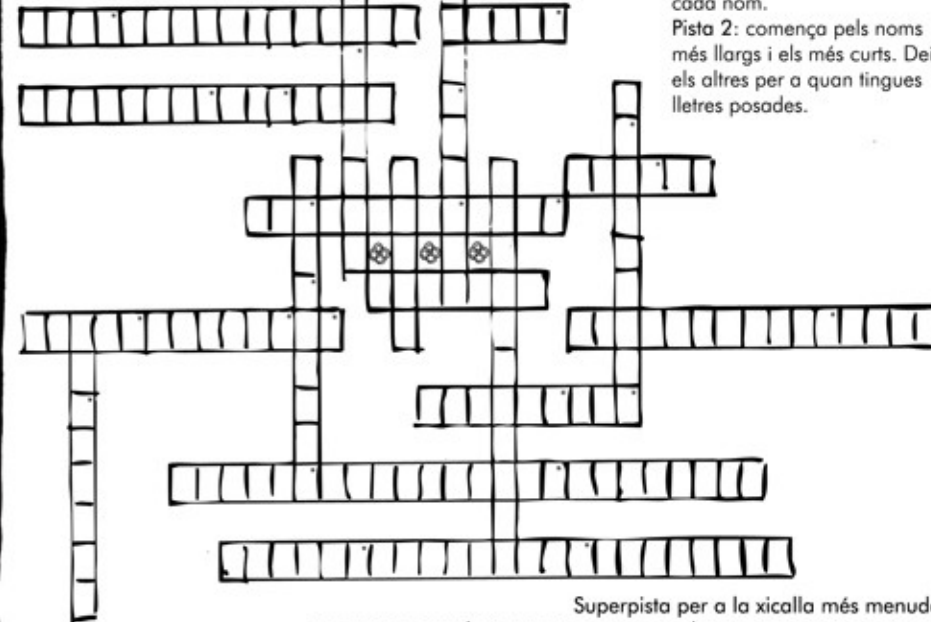 cada nom.
Pista 2: comença pels noms
més llargs i els més curts. Dei
els altres per a quan tingues
lletres posades.
Superpista per a la xicalla més menuda